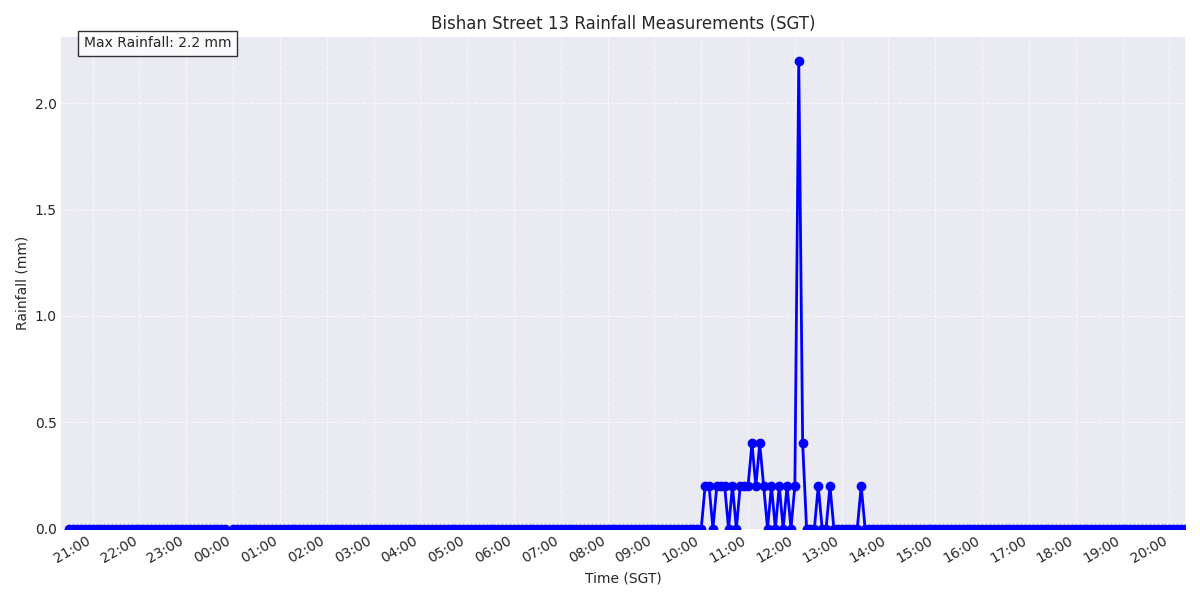 Bishan Street 13 Rainfall Measurements (SGT)
Max Rainfall: 2.2 mm
Rainfall (mm)
2.0
1.5
1.0
0.5
0.0
21:00 22:00 23:00 00:00 01:00 02:00 03:00 04:00 05:00 06:00 07:00 08:00 09:00 10:00 11:00 12:00 13:00 14:00 15:00 16:00 17:00 18:00 19:00 20:00
Time (SGT)